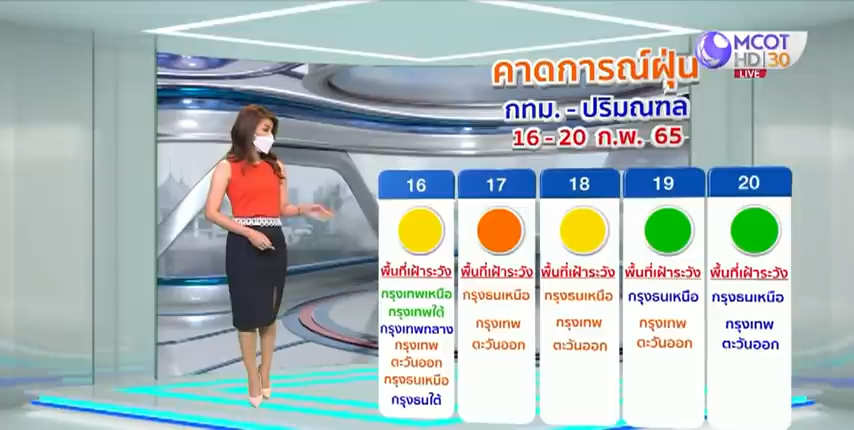 MCOT
HD 30
LIVE
คาดการณ์ฝุ่น
กทม. - ปริมณฑล
16 - 20 ก.พ. 65
16
พื้นที่เฝ้าระวัง
กรุงเทพเหนือ
กรุงเทพใต้
กรุงเทพกลาง
กรุงเทพ
ตะวันออก
กรุงธนเหนือ
กรุงธนใต้
17
พื้นที่เฝ้าระวัง
กรุงธนเหนือ
กรุงเทพ
ตะวันออก
18
พื้นที่เฝ้าระวัง
กรุงธนเหนือ
กรุงเทพ
ตะวันออก
19
พื้นที่เฝ้าระวัง
กรุงธนเหนือ
กรุงเทพ
ตะวันออก
20
พื้นที่เฝ้าระวัง
กรุงธนเหนือ
กรุงเทพ
ตะวันออก